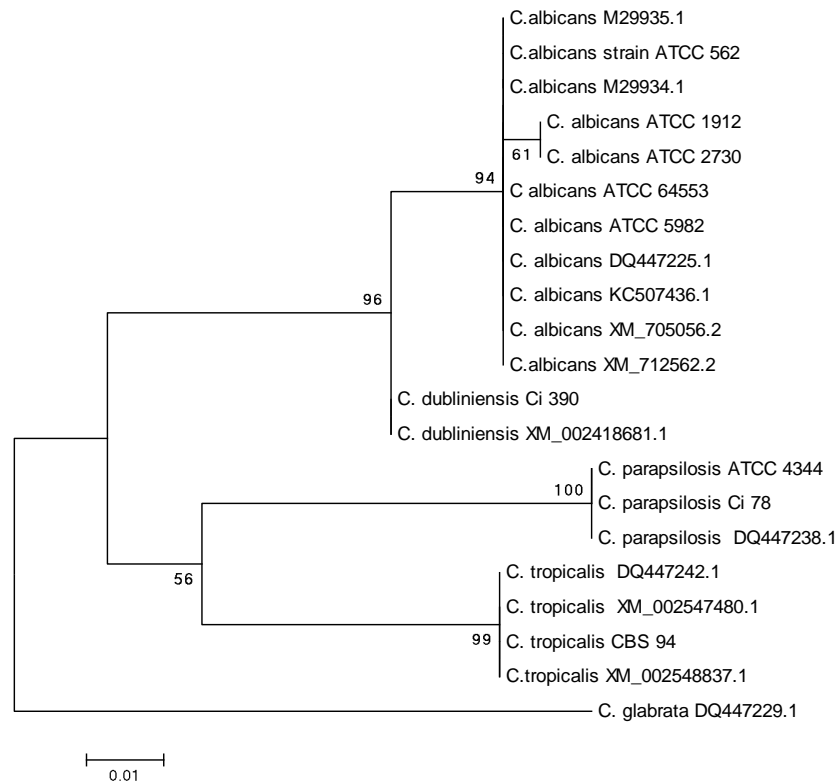 C.albicans M29935.1
C.albicans strain ATCC 562
C.albicans M29934.1
C. albicans ATCC 1912
61
C. albicans ATCC 2730
94
C albicans ATCC 64553
C. albicans ATCC 5982
C. albicans DQ447225.1
C. albicans KC507436.1
96
C. albicans XM_705056.2
C.albicans XM_712562.2
C. dubliniensis Ci 390
C. dubliniensis XM_002418681.1
C. parapsilosis ATCC 4344
100
C. parapsilosis Ci 78
C. parapsilosis DQ447238.1
C. tropicalis DQ447242.1
56
C. tropicalis XM_002547480.1
99
C. tropicalis CBS 94
C.tropicalis XM_002548837.1
C. glabrata DQ447229.1
0.01